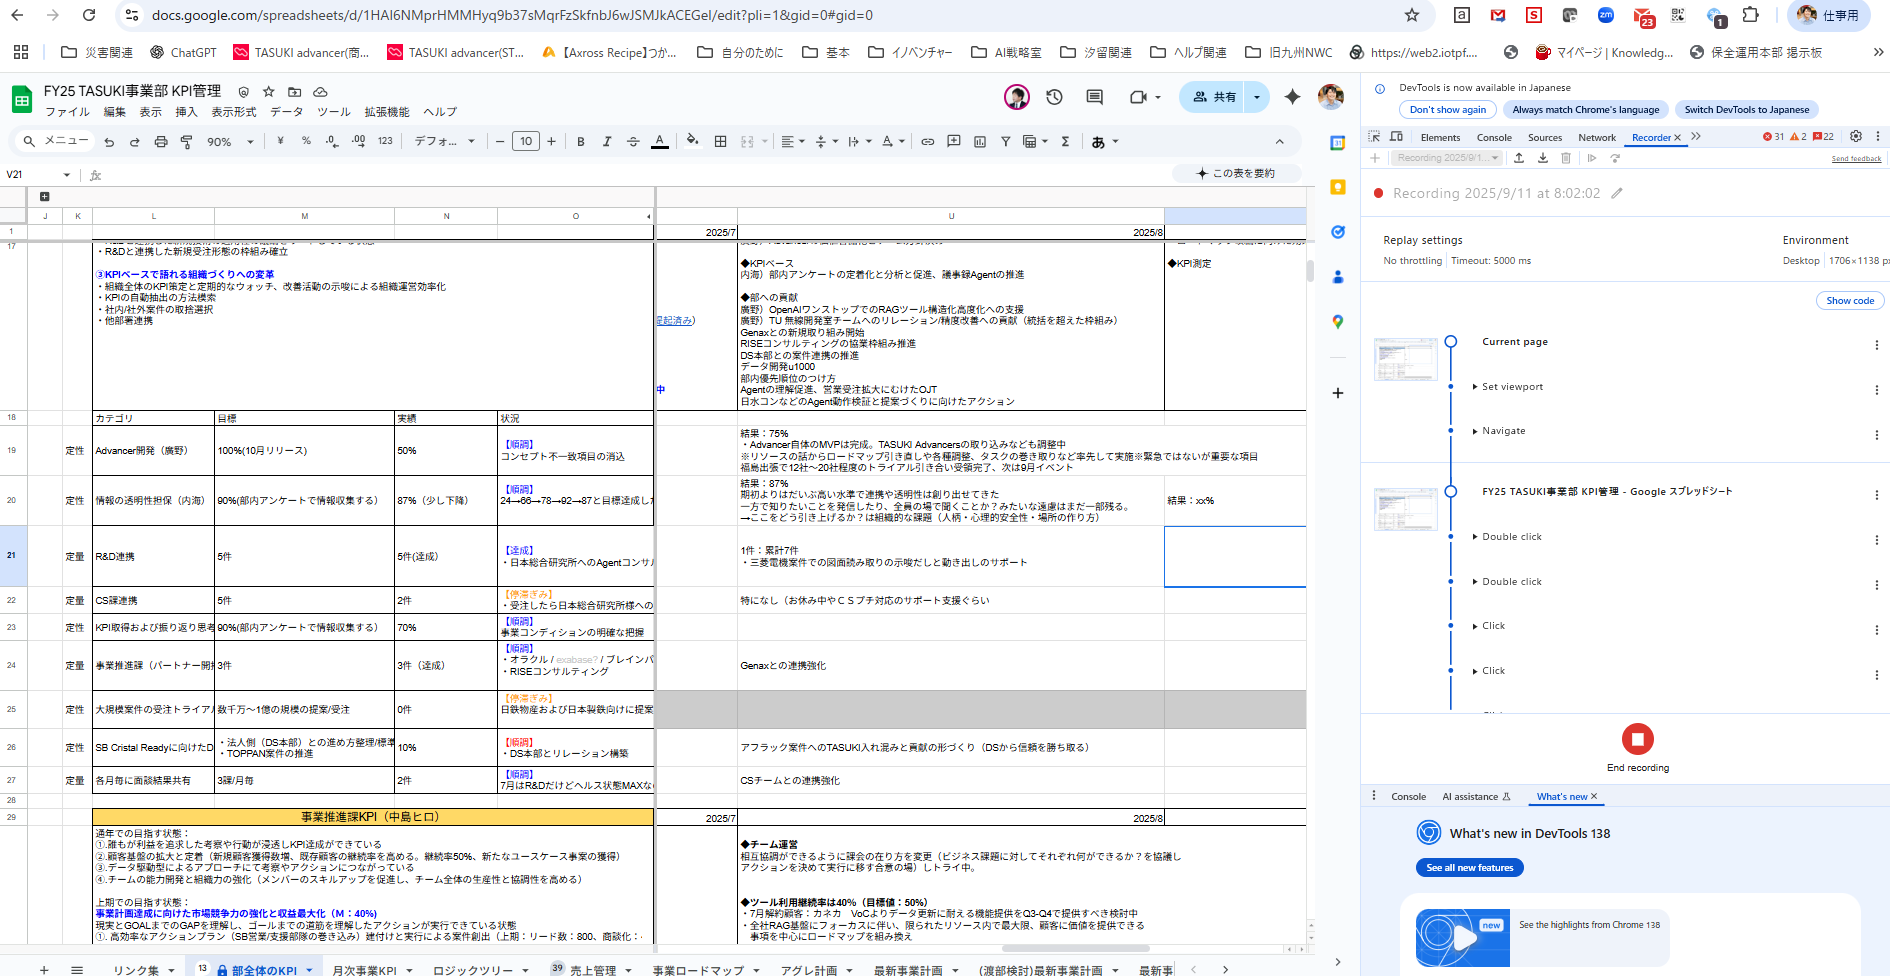 docs.google.com/spreadsheets/d/1HAI6NMprHMMHyq9b37sMqrFzSkfnbJ6wJSMJkACEGeI/edit?pli=1&gid=0#gid=0
23
1
仕事用
災害関連
ChatGPT
TASUKI advancer(商...
TASUKI advancer(ST...
【Axross Recipe】つか...
自分のために
基本
イノベンチャー
AI戦略室
汐留関連
ヘルプ関連
旧九州NWC
https://web2.iotpf....
マイページ | Knowledg...
保全運用本部 掲示板
FY25 TASUKI事業部 KPI管理
ファイル 編集 表示 挿入 表示形式 データ ツール 拡張機能 ヘルプ
共有
メニュー
90%
¥ % .0 .00 123
デフォ...
10
B I A
あ
V21
fx
この表を要約
J K L M N O U
1 2025/7 2025/8
17
・R&Dと連携した新規受注形態の枠組み確立
③KPIベースで語れる組織づくりへの変革
・組織全体のKPI策定と定期的なウォッチ、改善活動の示唆による組織運営効率化
・KPIの自動抽出の方法模索
・社内/社外案件の取捨選択
・他部署連携
提起済み）
中
◆KPIベース
内海）部内アンケートの定着化と分析と促進、議事録Agentの推進
◆部への貢献
廣野）OpenAIワンストップでのRAGツール構造化高度化への支援
廣野）TU 無線開発室チームへのリレーション/精度改善への貢献（統括を超えた枠組み）
Genaxとの新規取り組み開始
RISEコンサルティングの協業枠組み推進
DS本部との案件連携の推進
データ開発u1000
部内優先順位のつけ方
Agentの理解促進、営業受注拡大にむけたOJT
日水コンなどのAgent動作検証と提案づくりに向けたアクション
◆KPI測定
18 カテゴリ 目標 実績 状況
19 定性 Advancer開発（廣野） 100%(10月リリース) 50%
【順調】
コンセプト不一致項目の消込
結果：75%
・Advancer自体のMVPは完成。TASUKI Advancersの取り込みなども調整中
※リソースの話からロードマップ引き直しや各種調整、タスクの巻き取りなど率先して実施※緊急ではないが重要な項目
福島出張で12社～20社程度のトライアル引き合い受領完了、次は9月イベント
20 定性 情報の透明性担保（内海） 90%(部内アンケートで情報収集する） 87%（少し下降）
【順調】
24→66→78→92→87と目標達成し
結果：87%
期初よりはだいぶ高い水準で連携や透明性は創り出せてきた
一方で知りたいことを発信したり、全員の場で聞くことか？みたいな遠慮はまだ一部残る。
→ここをどう引き上げるか？は組織的な課題（人柄・心理的安全性・場所の作り方）
結果：xx%
21 定量 R&D連携 5件 5件(達成）
【達成】
・日本総合研究所へのAgentコンサル
1件：累計7件
・三菱電機案件での図面読み取りの示唆だしと動き出しのサポート
22 定量 CS課連携 5件 2件
【停滞ぎみ】
・受注したら日本総合研究所様への
特になし（お休み中やＣＳプチ対応のサポート支援ぐらい
23 定性 KPI取得および振り返り思考 90%(部内アンケートで情報収集する） 70%
【順調】
事業コンディションの明確な把握
24 定量 事業推進課（パートナー開拓 3件 3件（達成）
【順調】
・オラクル / exabase? / ブレインパ
・RISEコンサルティング
Genaxとの連携強化
25 定性 大規模案件の受注トライアル 数千万～1億の規模の提案/受注 0件
【停滞ぎみ】
日鉄物産および日本製鉄向けに提案
26 定性 SB Cristal Readyに向けたD
・法人側（DS本部）との進め方整理/標準
・TOPPAN案件の推進
10%
【順調】
・DS本部とリレーション構築
アフラック案件へのTASUKI入れ混みと貢献の形づくり（DSから信頼を勝ち取る）
27 定量 各月毎に面談結果共有 3課/月毎 2件
【順調】
7月はR&DだけどヘルスI状態MAXな
CSチームとの連携強化
28
29 事業推進課KPI（中島ヒロ） 2025/7 2025/8
通年での目指す状態：
①.誰もが利益を追求した考察や行動が浸透しKPI達成ができている
②.顧客基盤の拡大と定着（新規顧客獲得数増、既存顧客の継続率を高める。継続率50%、新たなユースケース事案の獲得）
③.データ駆動型によるアプローチにて考察やアクションにつながっている
④.チームの能力開発と組織力の強化（メンバーのスキルアップを促進し、チーム全体の生産性と協調性を高める）
上期での目指す状態：
事業計画達成に向けた市場競争力の強化と収益最大化（Ｍ：40%）
現実とGOALまでのGAPを理解し、ゴールまでの道筋を理解したアクションが実行できている状態
①. 高効率なアクションプラン（SB営業/支援部隊の巻き込み）建付けと実行による案件創出（上期：リード数：800、商談化：
◆チーム運営
相互協調ができるように課会の在り方を変更（ビジネス課題に対してそれぞれ何ができるか？を協議し
アクションを決めて実行に移す合意の場）しトライ中。
◆ツール利用継続率は40%（目標値：50%）
・7月解約顧客：カネカ　VoCよりデータ更新に耐える機能提供をQ3-Q4で提供すべき検討中
・全社RAG基盤にフォーカスに伴い、限られたリソース内で最大限、顧客に価値を提供できる
事項を中心にロードマップを組み換え
リンク集
13 部全体のKPI
月次事業KPI
ロジックツリー
39 売上管理
事業ロードマップ
アグレ計画
最新事業計画
(渡部検討)最新事業計画
最新事
31
DevTools is now available in Japanese
Don't show again
Always match Chrome's language
Switch DevTools to Japanese
Elements Console Sources Network Recorder
31 2 22
Recording 2025/9/1...
Send feedback
Recording 2025/9/11 at 8:02:02
Replay settings
No throttling Timeout: 5000 ms
Environment
Desktop 1706×1138 px
Show code
Current page
Set viewport
Navigate
FY25 TASUKI事業部 KPI管理 - Google スプレッドシート
Double click
Double click
Click
Click
End recording
Console AI assistance What's new
What's new in DevTools 138
See all new features
new
See the highlights from Chrome 138